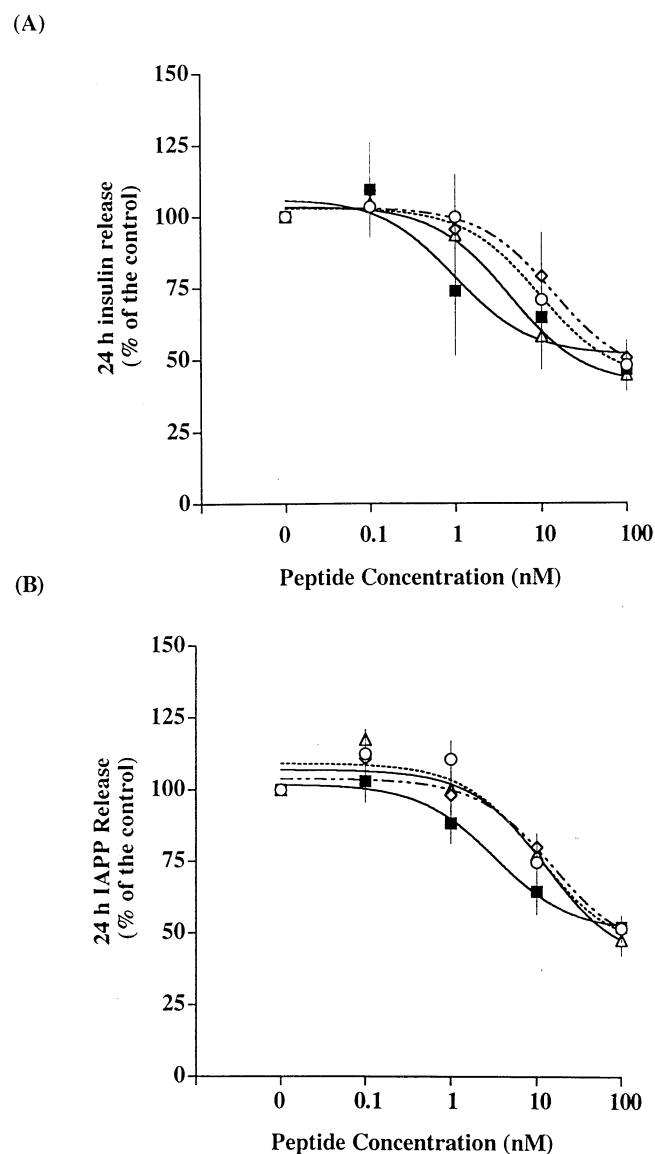 (A)
150
125
100
75
50
25
0
24 h insulin release
(% of the control)
0 0.1 1 10 100
Peptide Concentration (nM)
(B)
150
125
100
75
50
25
0
24 h IAPP Release
(% of the control)
0 0.1 1 10 100
Peptide Concentration (nM)